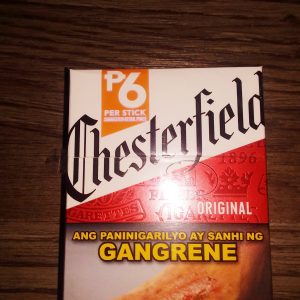 ₱6
PER STICK
Chesterfield
1896
ORIGINAL
ANG PANINIGARILYO AY SANHI NG
GANGRENE